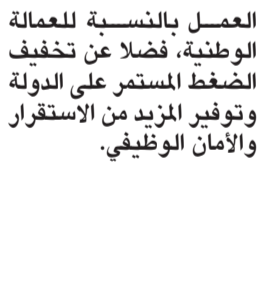 العمل بالنسبة للعمالة
الوطنية، فضلا عن تخفيف
الضغط المستمر على الدولة
وتوفير المزيد من الاستقرار
والأمان الوظيفي.